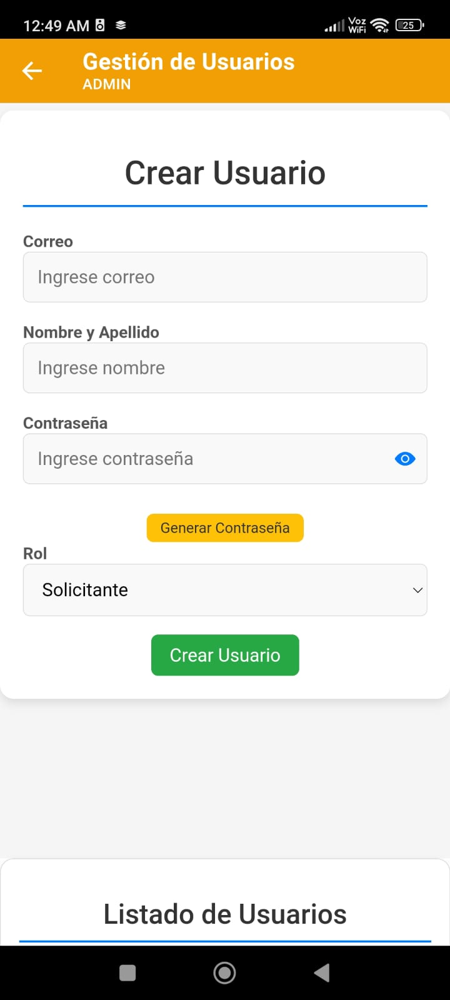 12:49 AM
Voz
WiFi
25
Gestión de Usuarios
ADMIN
Crear Usuario
Correo
Ingrese correo
Nombre y Apellido
Ingrese nombre
Contraseña
Ingrese contraseña
Generar Contraseña
Rol
Solicitante
Crear Usuario
Listado de Usuarios